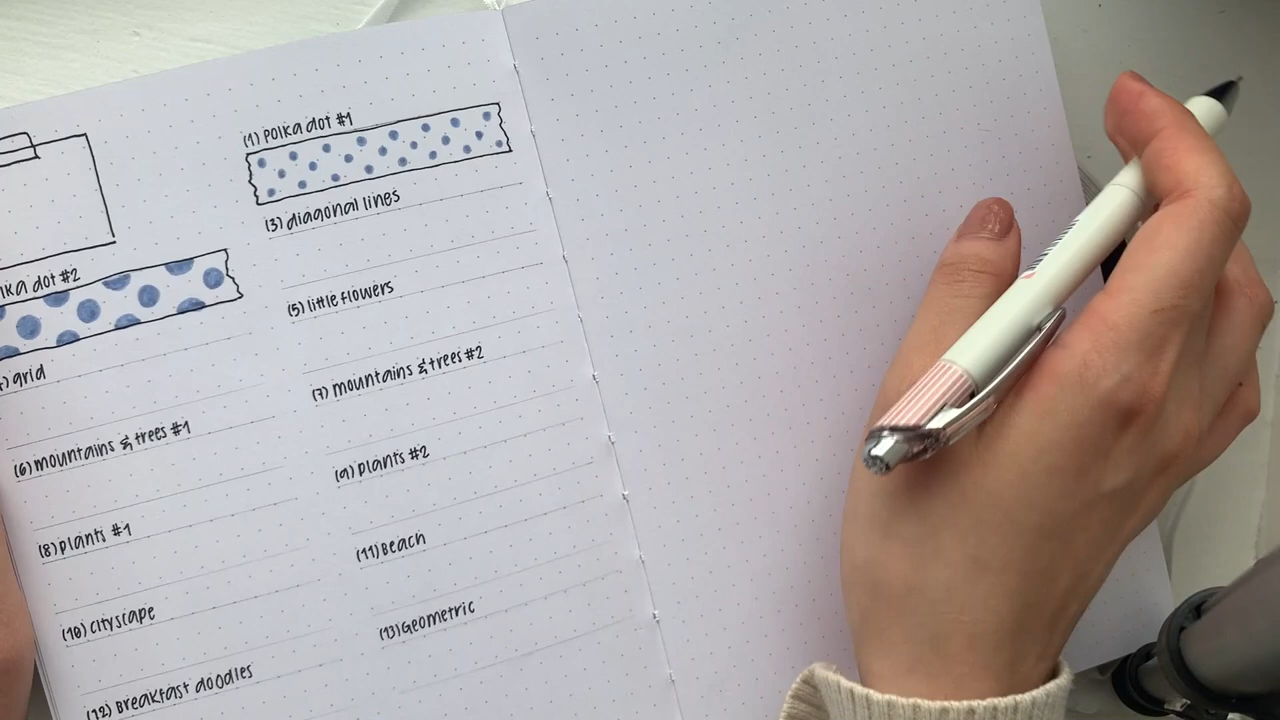 (1) Polka dot #1
dot #2
(3) diagonal lines
grid
(5) little flowers
(6) mountains & trees #1
(7) mountains & trees #2
(8) plants #1
(9) plants #2
(10) cityscape
(11) Beach
(12) Breakfast doodles
(13) Geometric